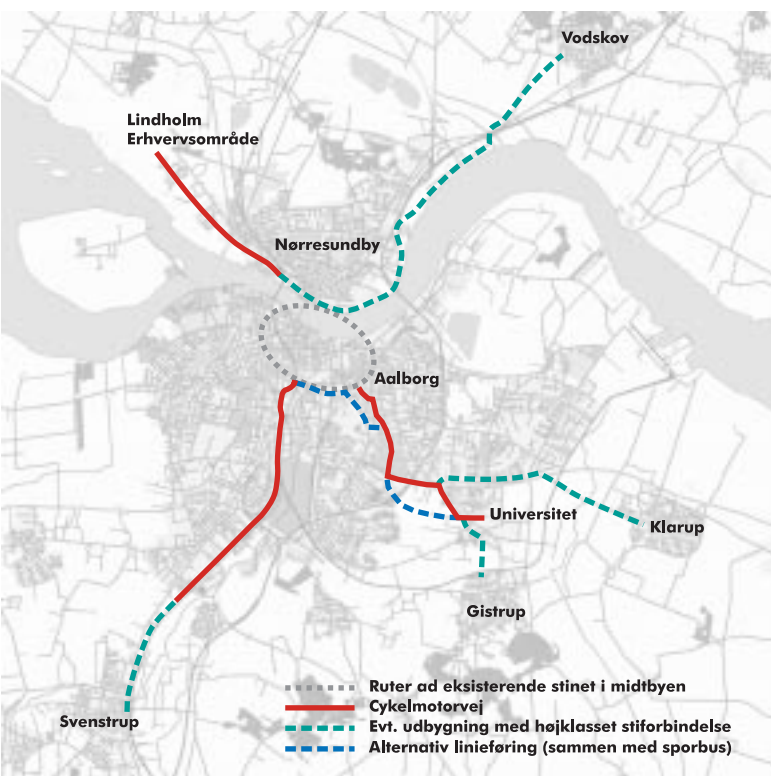 Vodskov
Lindholm
Erhvervsområde
Nørresundby
Aalborg
Universitet
Klarup
Gistrup
Svenstrup
Ruter ad eksisterende stinet i midtbyen
Cykelmotorvej
Evt. udbygning med højklasset stiforbindelse
Alternativ linieføring (sammen med sporbus)